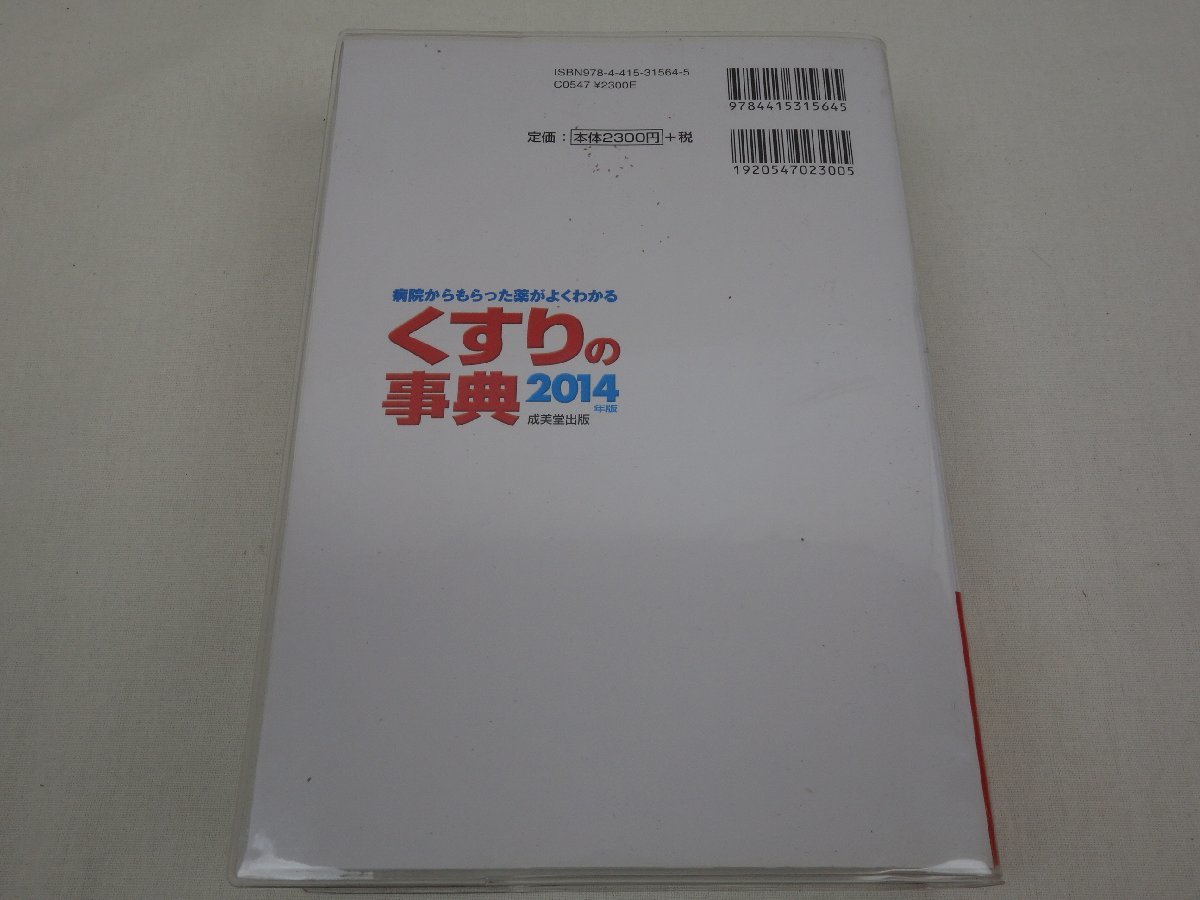 ISBN978-4-415-31564-5
C0547 ¥2300E
9784415315645
定価：本体2300円＋税
1920547023005
病院からもらった薬がよくわかる
くすりの
事典2014年版
成美堂出版